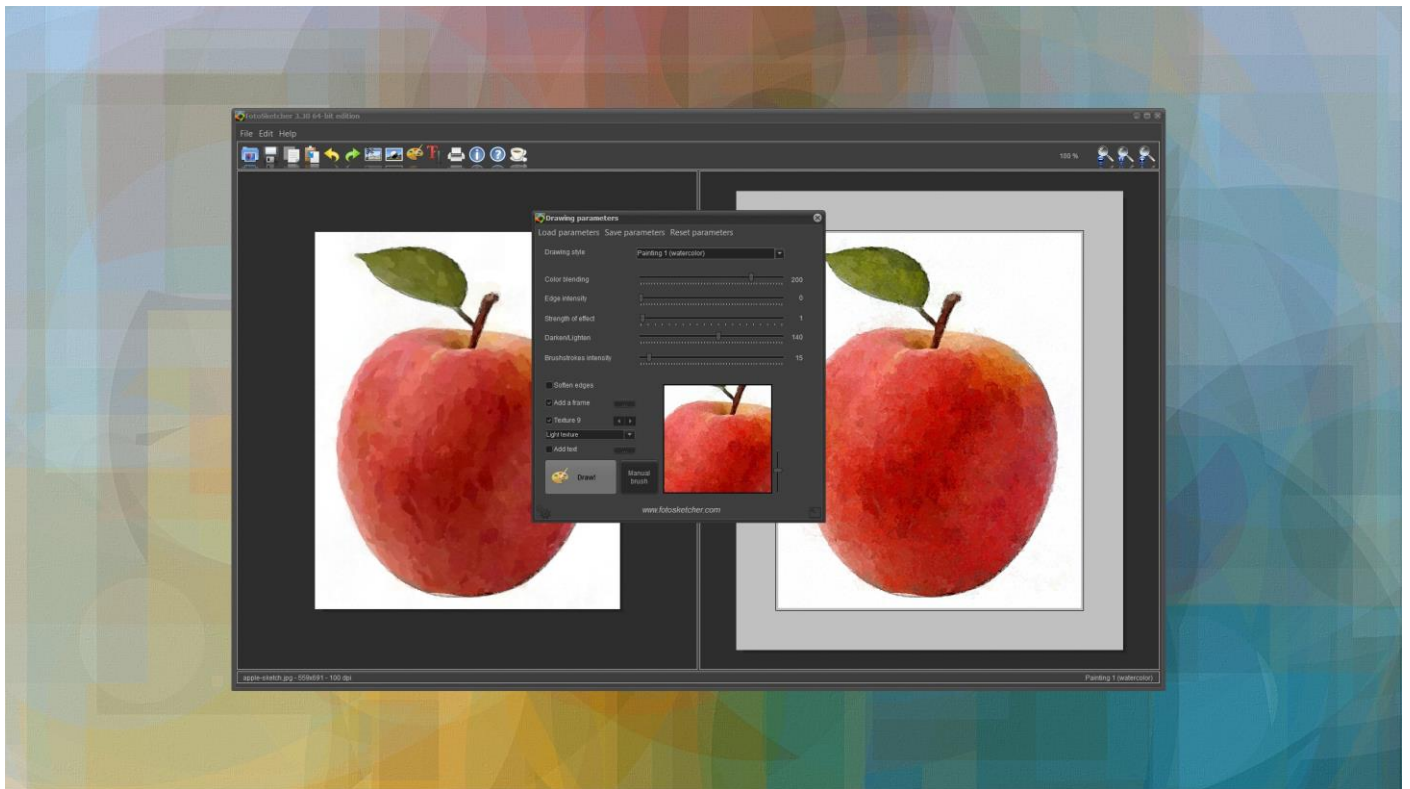 FotoSketcher 3.30 64-bit edition
File Edit Help
100 %
Drawing parameters
Load parameters Save parameters Reset parameters
Drawing style Painting 1 (watercolor)
Color blending 200
Edge intensity 0
Strength of effect 1
Darken/Lighten 140
Brushstrokes intensity 15
Soften edges
Add a frame ...
Texture 9
Light texture
Add text ...
Draw!
Manual
brush
www.fotosketcher.com
apple-sketch.jpg - 559x691 - 100 dpi
Painting 1 (watercolor)